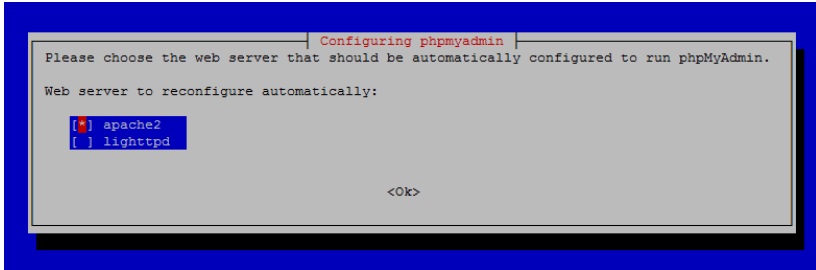 Configuring phpmyadmin
Please choose the web server that should be automatically configured to run phpMyAdmin.
Web server to reconfigure automatically:
[*] apache2
[ ] lighttpd
<Ok>